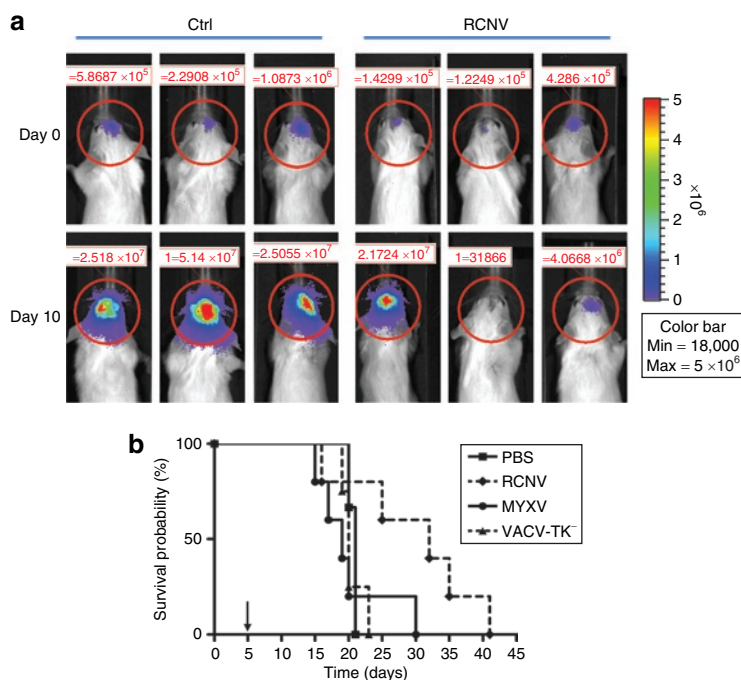 a
Ctrl RCNV
=5.8687 ×10⁵ =2.2908 ×10⁵ =1.0873 ×10⁶ =1.4299 ×10⁵ =1.2249 ×10⁵ 4.286 ×10⁵
Day 0
=2.518 ×10⁷ 1=5.14 ×10⁷ =2.5055 ×10⁷ 2.1724 ×10⁷ 1=31866 =4.0668 ×10⁶
Day 10
5
4
3
2
1
0
×10⁶
Color bar
Min = 18,000
Max = 5 ×10⁶
b
Survival probability (%)
100
50
0
0 5 10 15 20 25 30 35 40 45
Time (days)
PBS
RCNV
MYXV
VACV-TK⁻